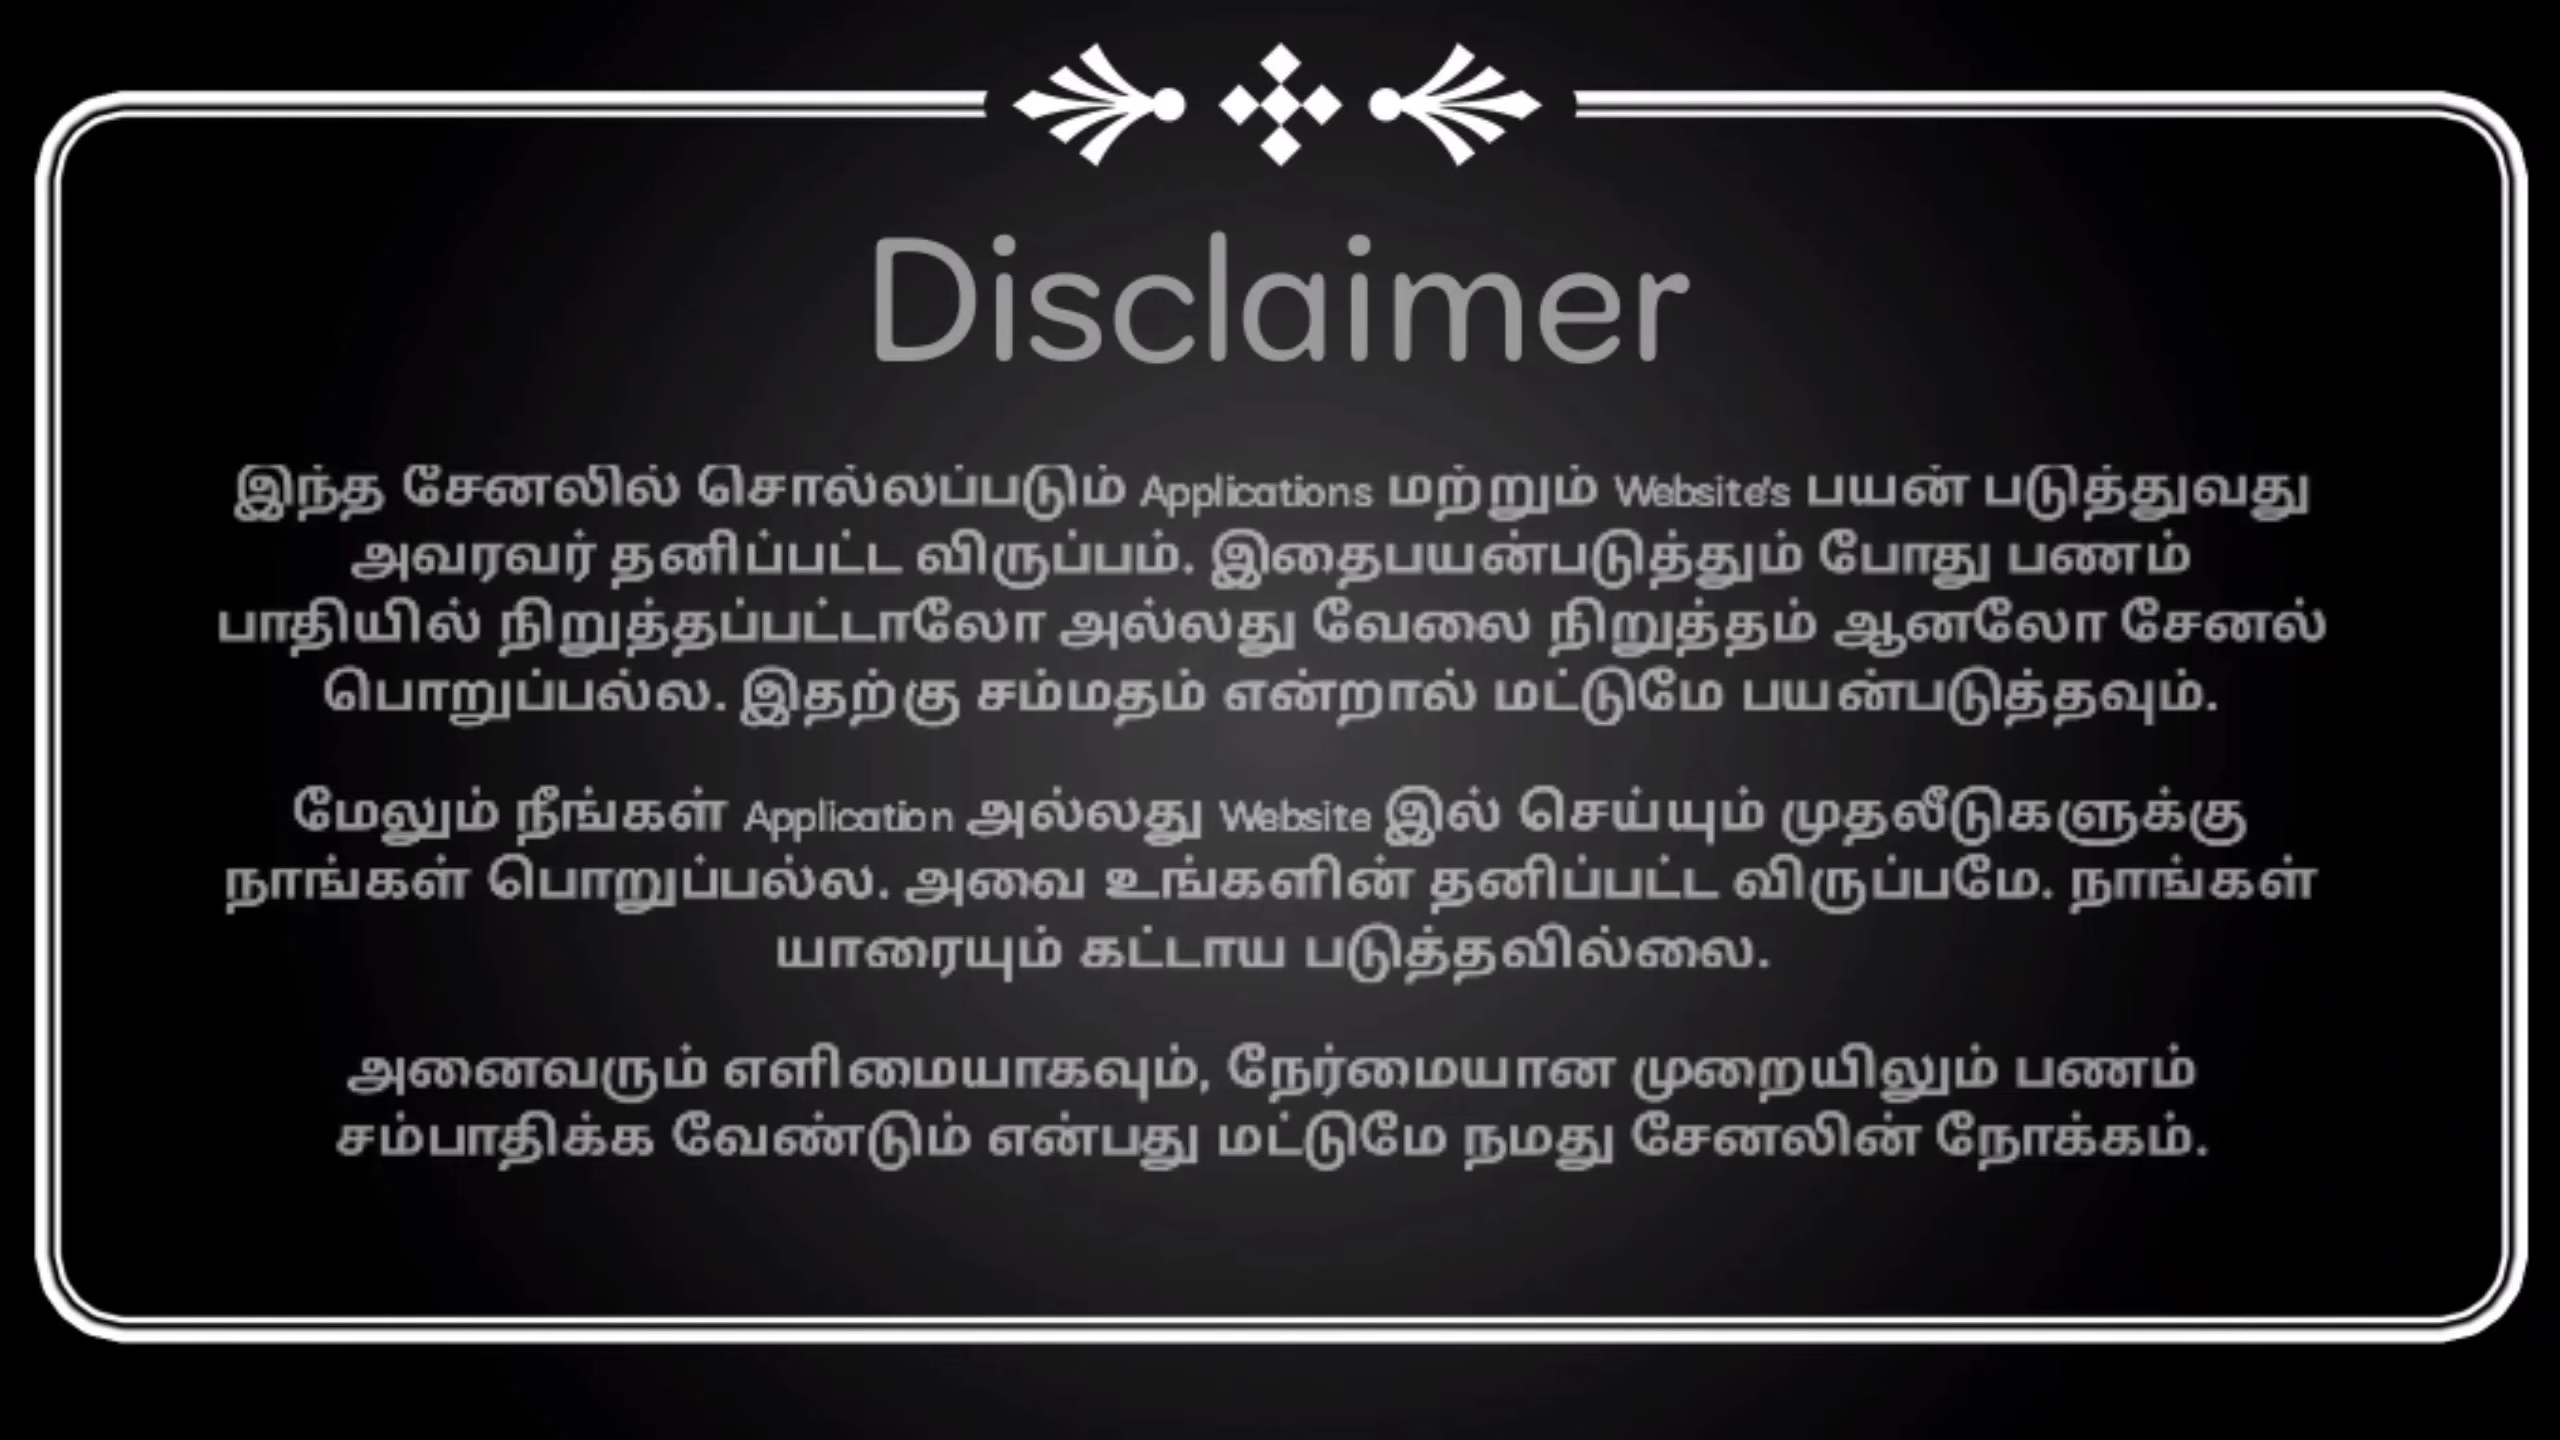 Disclaimer
இந்த சேனலில் சொல்லப்படும் Applications மற்றும் Website's பயன் படுத்துவது
அவரவர் தனிப்பட்ட விருப்பம். இதைபயன்படுத்தும் போது பணம்
பாதியில் நிறுத்தப்பட்டாலோ அல்லது வேலை நிறுத்தம் ஆனலோ சேனல்
பொறுப்பல்ல. இதற்கு சம்மதம் என்றால் மட்டுமே பயன்படுத்தவும்.
மேலும் நீங்கள் Application அல்லது Website இல் செய்யும் முதலீடுகளுக்கு
நாங்கள் பொறுப்பல்ல. அவை உங்களின் தனிப்பட்ட விருப்பமே. நாங்கள்
யாரையும் கட்டாய படுத்தவில்லை.
அனைவரும் எளிமையாகவும், நேர்மையான முறையிலும் பணம்
சம்பாதிக்க வேண்டும் என்பது மட்டுமே நமது சேனலின் நோக்கம்.